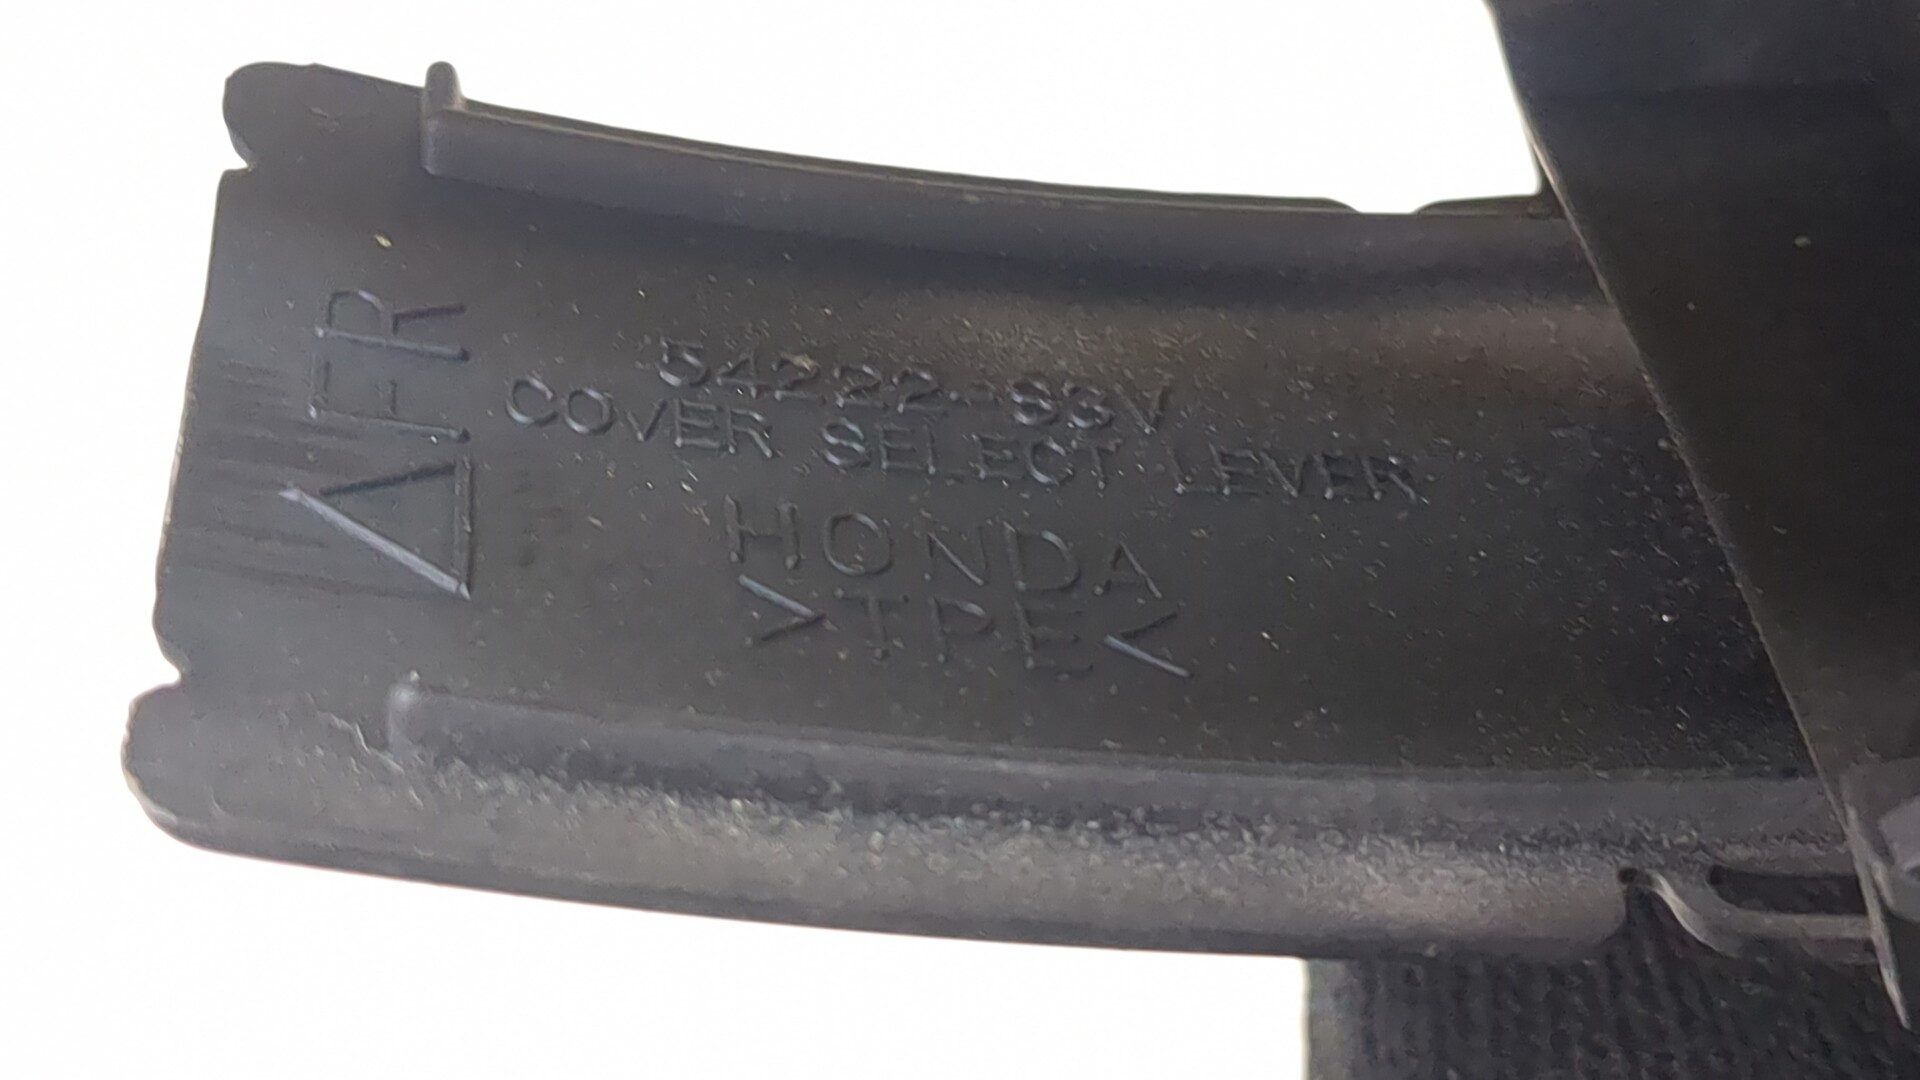 △FR
54222-S3V
COVER SELECT LEVER
HONDA
>TPE<